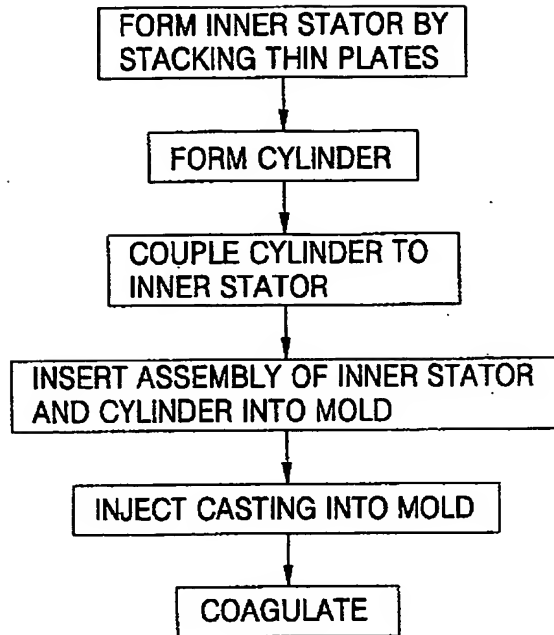 FORM INNER STATOR BY
STACKING THIN PLATES
FORM CYLINDER
COUPLE CYLINDER TO
INNER STATOR
INSERT ASSEMBLY OF INNER STATOR
AND CYLINDER INTO MOLD
INJECT CASTING INTO MOLD
COAGULATE